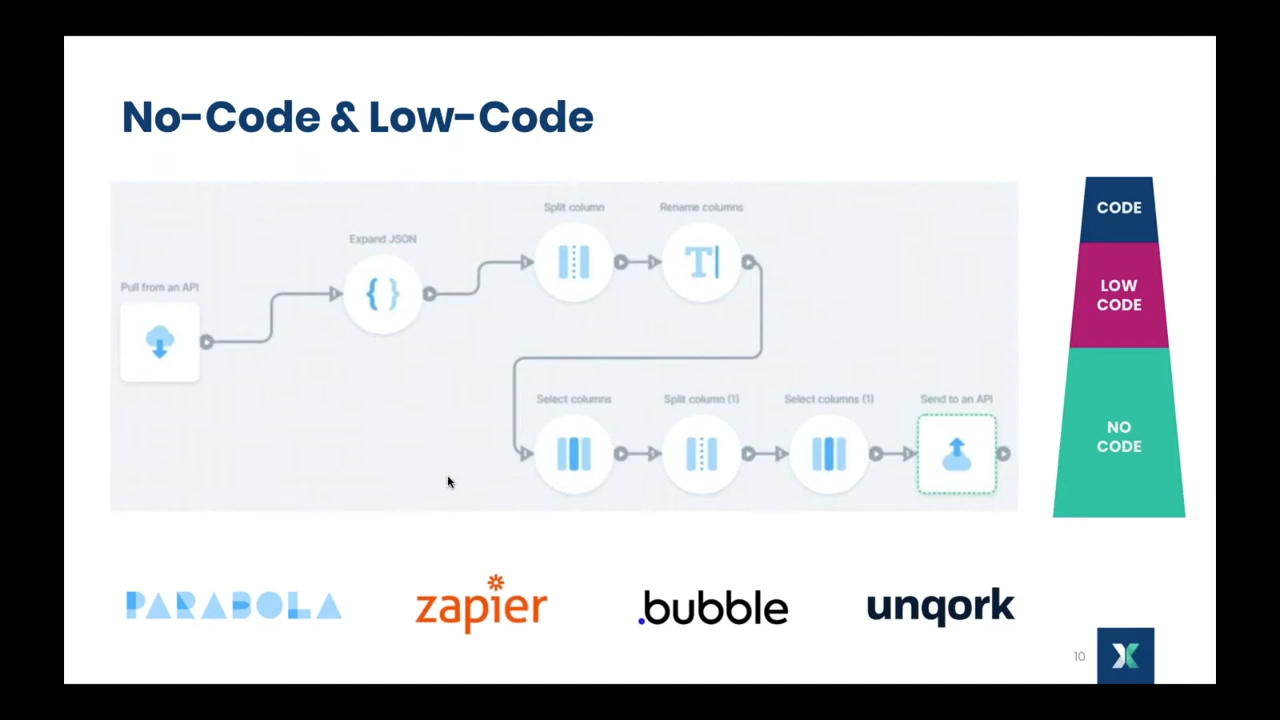 No-Code & Low-Code
Split column
Rename columns
Expand JSON
Pull from an API
Select columns
Split column (1)
Select columns (1)
Send to an API
CODE
LOW
CODE
NO
CODE
PARABOLA
zapier
.bubble
unqork
10